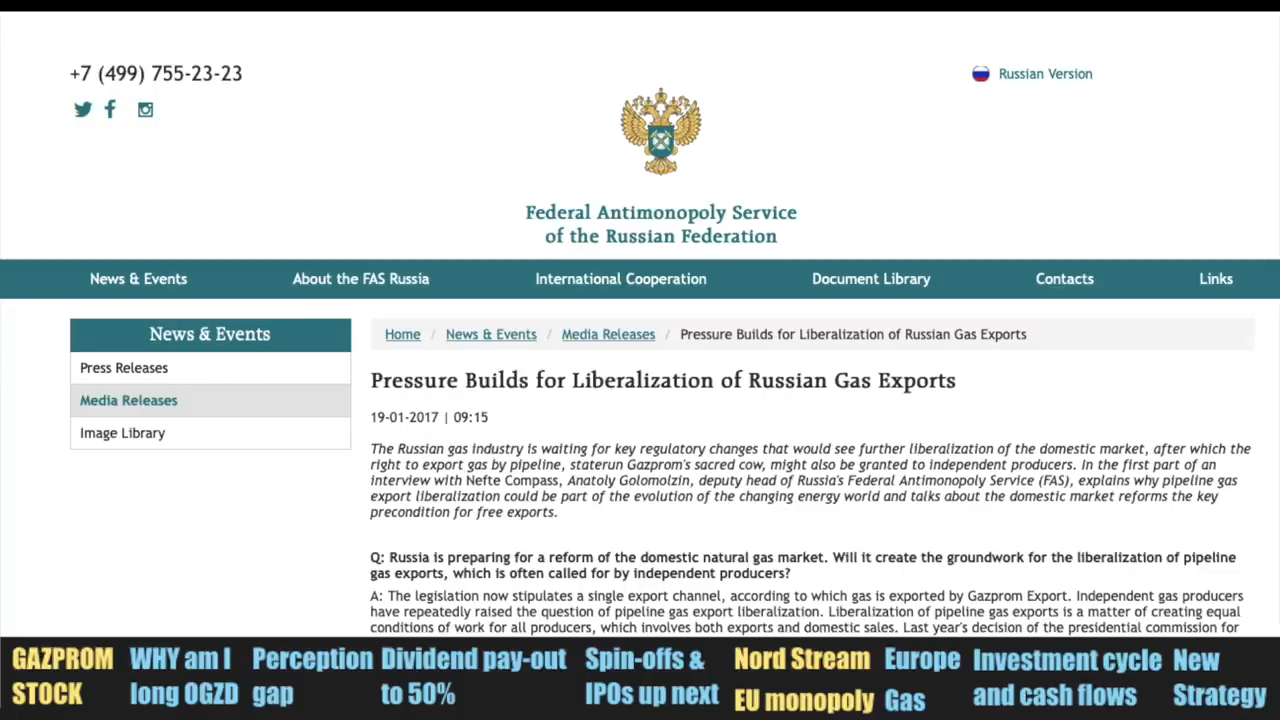 +7 (499) 755-23-23
Russian Version
Federal Antimonopoly Service
of the Russian Federation
News & Events
About the FAS Russia
International Cooperation
Document Library
Contacts
Links
News & Events
Press Releases
Media Releases
Image Library
Home / News & Events / Media Releases / Pressure Builds for Liberalization of Russian Gas Exports
Pressure Builds for Liberalization of Russian Gas Exports
19-01-2017 | 09:15
The Russian gas industry is waiting for key regulatory changes that would see further liberalization of the domestic market, after which the
right to export gas by pipeline, staterun Gazprom's sacred cow, might also be granted to independent producers. In the first part of an
interview with Nefte Compass, Anatoly Golomolzin, deputy head of Russia's Federal Antimonopoly Service (FAS), explains why pipeline gas
export liberalization could be part of the evolution of the changing energy world and talks about the domestic market reforms the key
precondition for free exports.
Q: Russia is preparing for a reform of the domestic natural gas market. Will it create the groundwork for the liberalization of pipeline
gas exports, which is often called for by independent producers?
A: The legislation now stipulates a single export channel, according to which gas is exported by Gazprom Export. Independent gas producers
have repeatedly raised the question of pipeline gas export liberalization. Liberalization of pipeline gas exports is a matter of creating equal
conditions of work for all producers, which involves both exports and domestic sales. Last year's decision of the presidential commission for
GAZPROM
STOCK
WHY am I
long OGZD
Perception
gap
Dividend pay-out
to 50%
Spin-offs &
IPOs up next
Nord Stream
EU monopoly
Europe
Gas
Investment cycle
and cash flows
New
Strategy